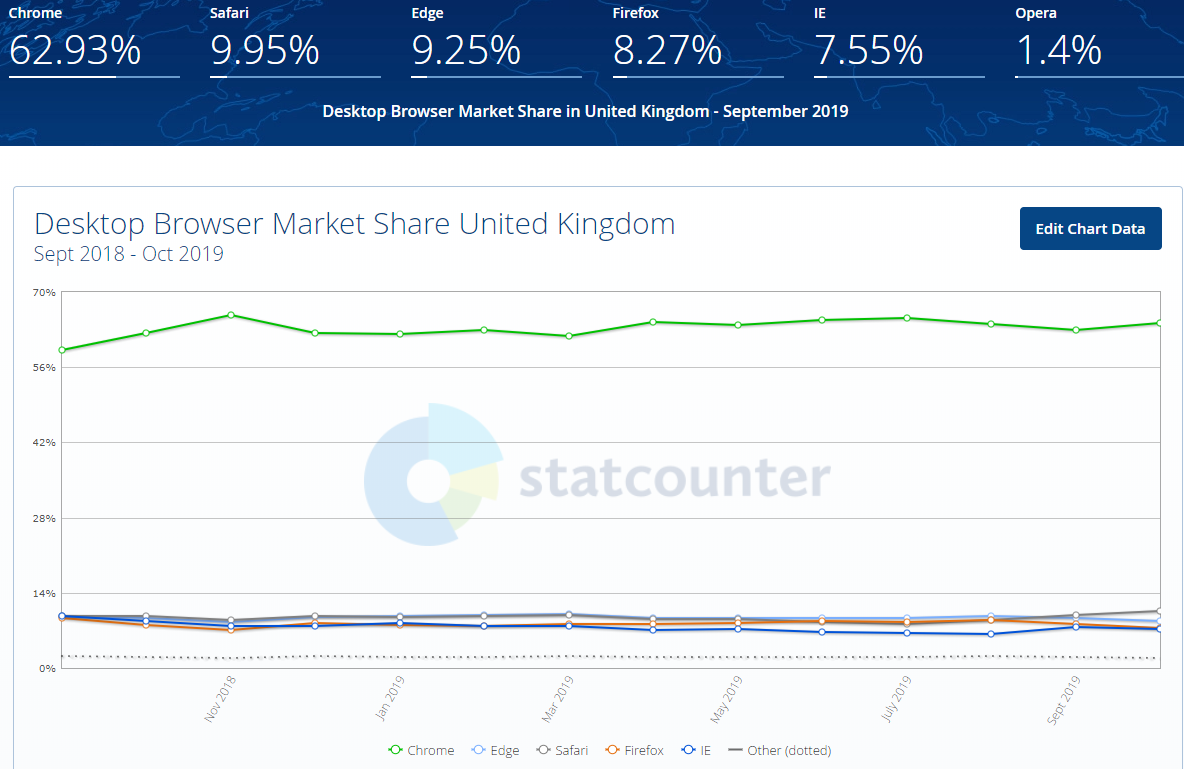 Chrome Safari Edge Firefox IE Opera
62.93% 9.95% 9.25% 8.27% 7.55% 1.4%
Desktop Browser Market Share in United Kingdom - September 2019
Desktop Browser Market Share United Kingdom
Sept 2018 - Oct 2019
Edit Chart Data
70%
56%
42%
28%
14%
0%
statcounter
Nov 2018 Jan 2019 Mar 2019 May 2019 July 2019 Sept 2019
Chrome Edge Safari Firefox IE Other (dotted)